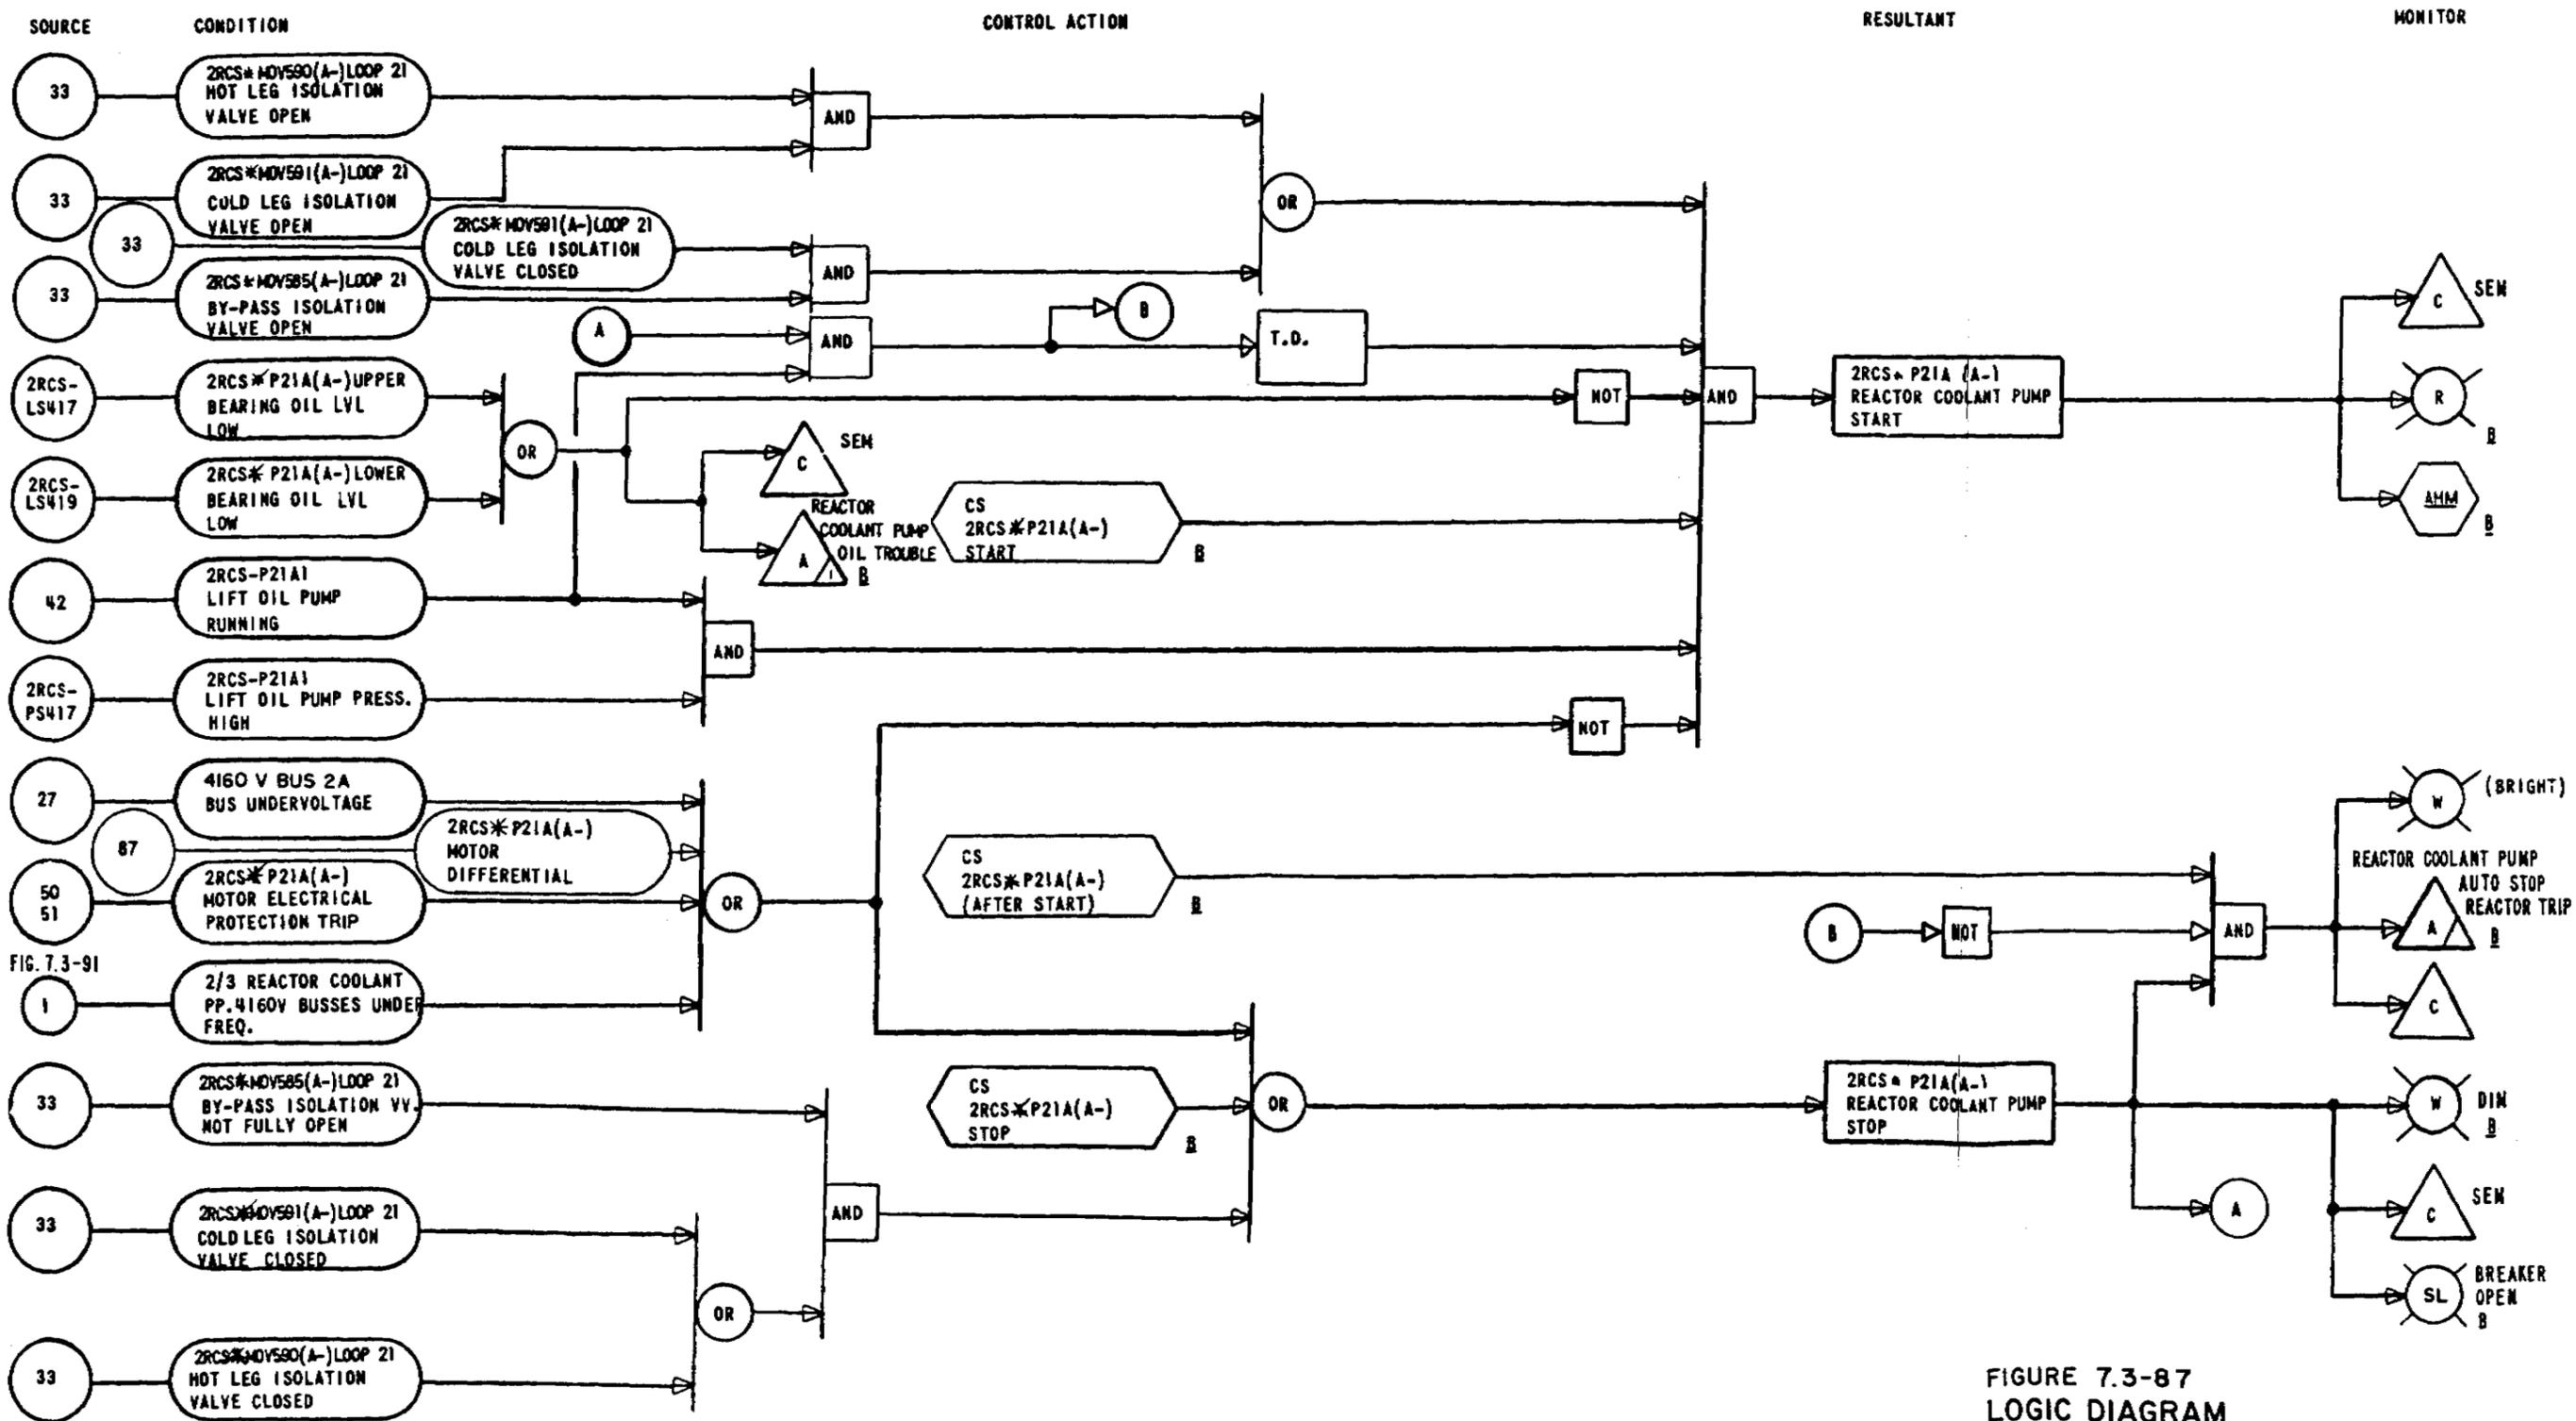 SOURCE
CONDITION
CONTROL ACTION
RESULTANT
MONITOR
33
2RCS*MOV590(A-)LOOP 21
HOT LEG ISOLATION
VALVE OPEN
AND
33
2RCS*MOV591(A-)LOOP 21
COLD LEG ISOLATION
VALVE OPEN
OR
33
2RCS*MOV591(A-)LOOP 21
COLD LEG ISOLATION
VALVE CLOSED
AND
33
2RCS*MOV585(A-)LOOP 21
BY-PASS ISOLATION
VALVE OPEN
A
AND
B
T.D.
C
SEM
2RCS-
LS417
2RCS*P21A(A-)UPPER
BEARING OIL LVL
LOW
NOT
AND
2RCS*P21A (A-)
REACTOR COOLANT PUMP
START
R
B
OR
C
SEM
2RCS-
LS419
2RCS*P21A(A-)LOWER
BEARING OIL LVL
LOW
REACTOR
COOLANT PUMP
OIL TROUBLE
A
1
B
CS
2RCS*P21A(A-)
START
B
AHM
B
42
2RCS-P21A1
LIFT OIL PUMP
RUNNING
AND
2RCS-
PS417
2RCS-P21A1
LIFT OIL PUMP PRESS.
HIGH
NOT
27
4160 V BUS 2A
BUS UNDERVOLTAGE
W
(BRIGHT)
87
2RCS*P21A(A-)
MOTOR
DIFFERENTIAL
50
51
2RCS*P21A(A-)
MOTOR ELECTRICAL
PROTECTION TRIP
OR
CS
2RCS*P21A(A-)
(AFTER START)
B
REACTOR COOLANT PUMP
AUTO STOP
REACTOR TRIP
B
NOT
AND
A
B
FIG. 7.3-91
1
2/3 REACTOR COOLANT
PP.4160V BUSSES UNDER
FREQ.
C
33
2RCS*MOV585(A-)LOOP 21
BY-PASS ISOLATION VV.
NOT FULLY OPEN
CS
2RCS*P21A(A-)
STOP
B
OR
2RCS*P21A(A-)
REACTOR COOLANT PUMP
STOP
W
DIM
B
33
2RCS*MOV591(A-)LOOP 21
COLD LEG ISOLATION
VALVE CLOSED
AND
A
C
SEM
OR
SL
BREAKER
OPEN
B
33
2RCS*MOV590(A-)LOOP 21
HOT LEG ISOLATION
VALVE CLOSED
FIGURE 7.3-87
LOGIC DIAGRAM